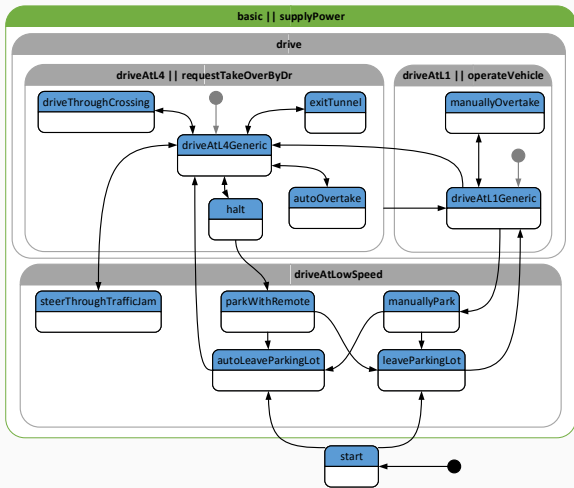 basic || supplyPower
drive
driveAtL4 || requestTakeOverByDr
driveAtL1 || operateVehicle
driveThroughCrossing
exitTunnel
manuallyOvertake
driveAtL4Generic
autoOvertake
driveAtL1Generic
halt
driveAtLowSpeed
steerThroughTrafficJam
parkWithRemote
manuallyPark
autoLeaveParkingLot
leaveParkingLot
start